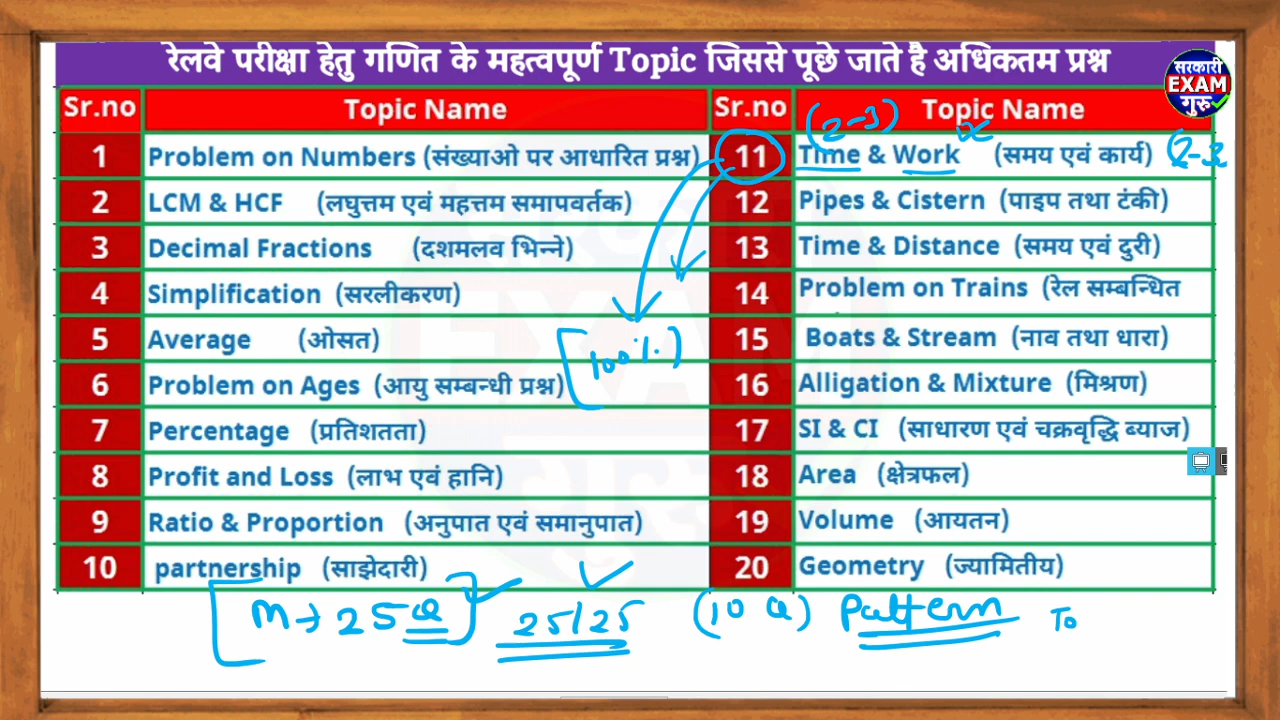 रेलवे परीक्षा हेतु गणित के महत्वपूर्ण Topic जिससे पूछे जाते है अधिकतम प्रश्न
सरकारी
EXAM
गुरु
Sr.no Topic Name Sr.no Topic Name
(2-3)
1 Problem on Numbers (संख्याओ पर आधारित प्रश्न) 11 Time & Work (समय एवं कार्य) (2-3
2 LCM & HCF (लघुत्तम एवं महत्तम समापवर्तक) 12 Pipes & Cistern (पाइप तथा टंकी)
3 Decimal Fractions (दशमलव भिन्ने) 13 Time & Distance (समय एवं दुरी)
4 Simplification (सरलीकरण) 14 Problem on Trains (रेल सम्बन्धित
5 Average (ओसत) 15 Boats & Stream (नाव तथा धारा)
[100%.)
6 Problem on Ages (आयु सम्बन्धी प्रश्न) 16 Alligation & Mixture (मिश्रण)
7 Percentage (प्रतिशतता) 17 SI & CI (साधारण एवं चक्रवृद्धि ब्याज)
8 Profit and Loss (लाभ एवं हानि) 18 Area (क्षेत्रफल)
9 Ratio & Proportion (अनुपात एवं समानुपात) 19 Volume (आयतन)
10 partnership (साझेदारी) 20 Geometry (ज्यामितीय)
[m→25Q] 25/25 (10 Q) Pattern To